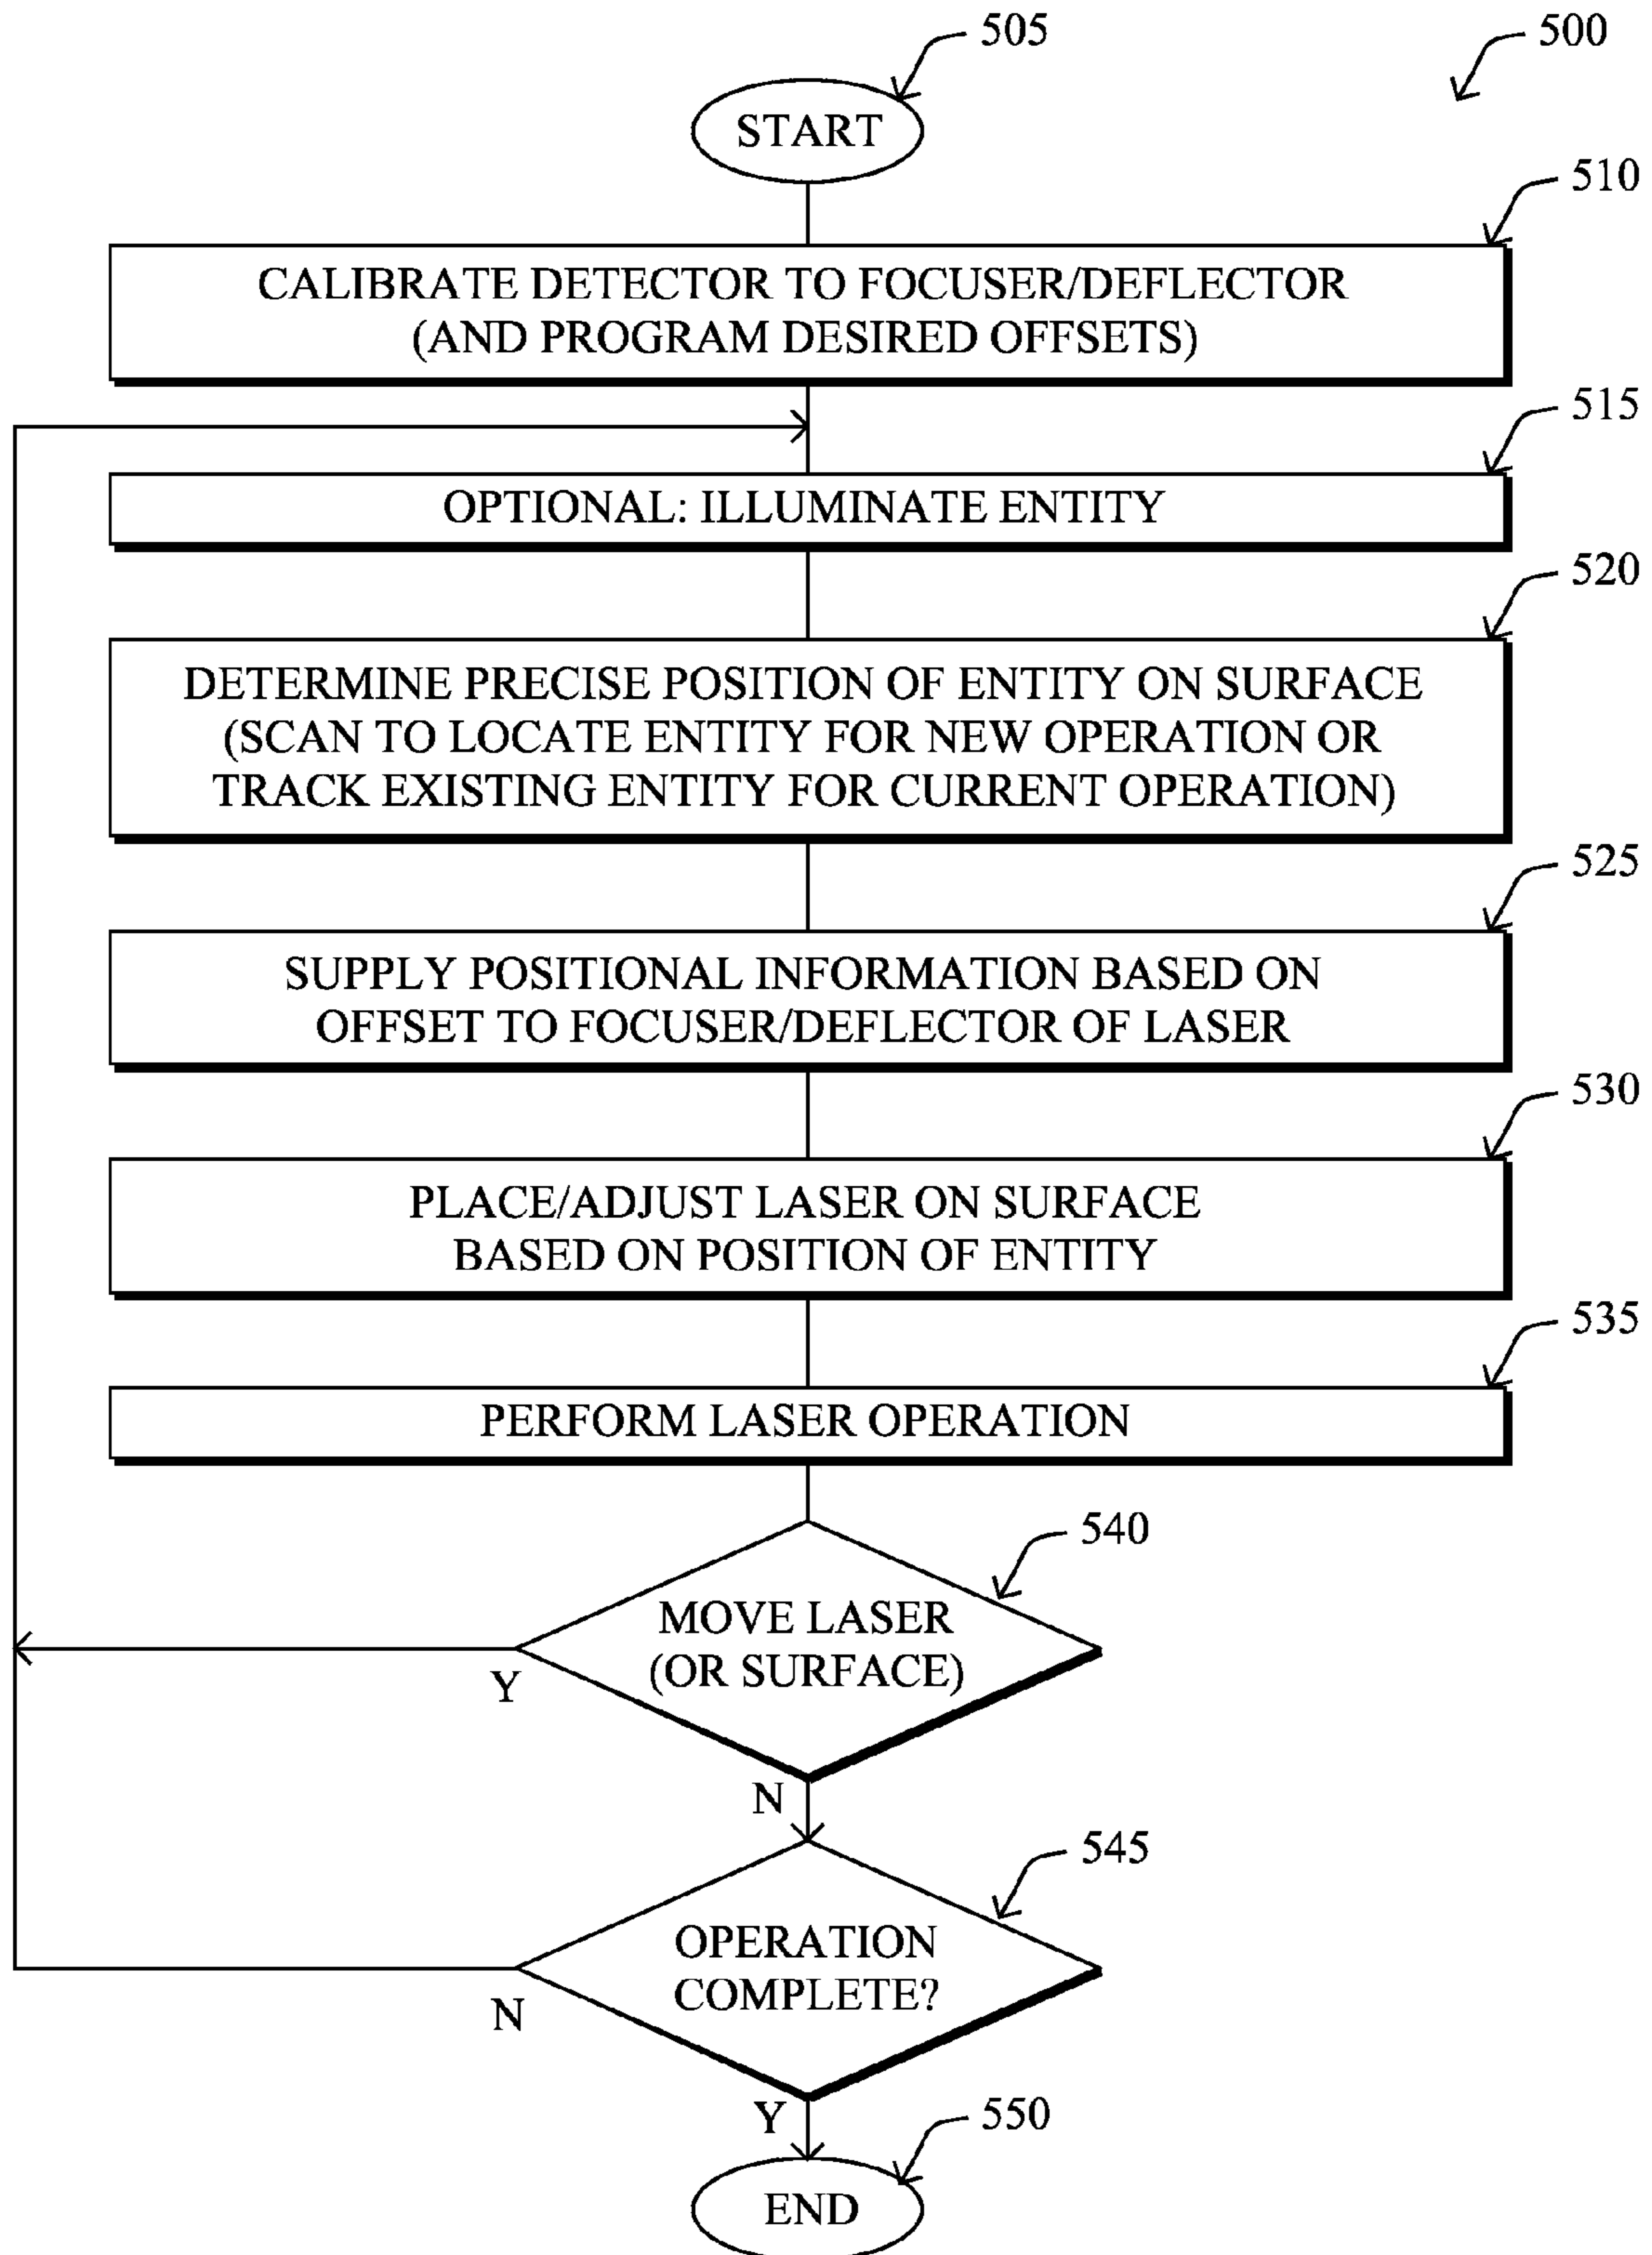 505
500
START
510
CALIBRATE DETECTOR TO FOCUSER/DEFLECTOR
(AND PROGRAM DESIRED OFFSETS)
515
OPTIONAL: ILLUMINATE ENTITY
520
DETERMINE PRECISE POSITION OF ENTITY ON SURFACE
(SCAN TO LOCATE ENTITY FOR NEW OPERATION OR
TRACK EXISTING ENTITY FOR CURRENT OPERATION)
525
SUPPLY POSITIONAL INFORMATION BASED ON
OFFSET TO FOCUSER/DEFLECTOR OF LASER
530
PLACE/ADJUST LASER ON SURFACE
BASED ON POSITION OF ENTITY
535
PERFORM LASER OPERATION
540
MOVE LASER
(OR SURFACE)
Y
N
545
OPERATION
COMPLETE?
N
Y
550
END